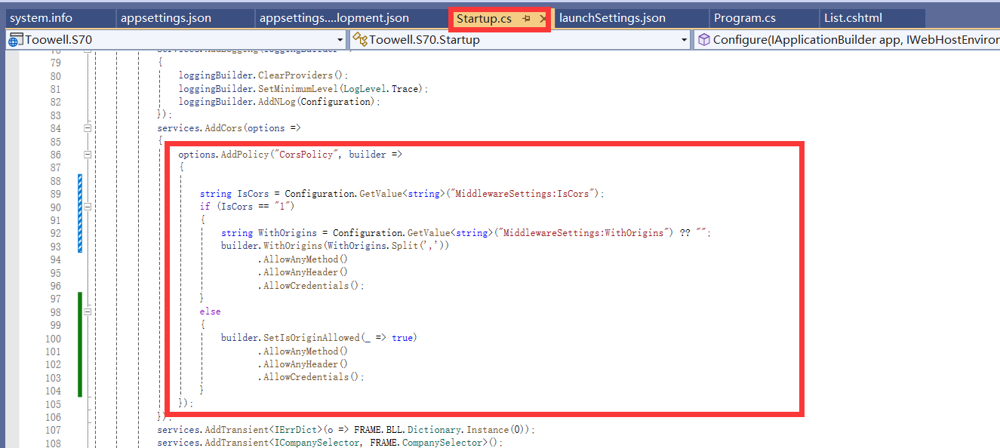 system.info appsettings.json appsettings....lopment.json Startup.cs launchSettings.json Program.cs List.cshtml
Toowell.S70 Toowell.S70.Startup Configure(IApplicationBuilder app, IWebHostEnviron
78 services.AddLogging(loggingBuilder =>
79 {
80 loggingBuilder.ClearProviders();
81 loggingBuilder.SetMinimumLevel(LogLevel.Trace);
82 loggingBuilder.AddNLog(Configuration);
83 });
84 services.AddCors(options =>
85 {
86 options.AddPolicy("CorsPolicy", builder =>
87 {
88
89 string IsCors = Configuration.GetValue<string>("MiddlewareSettings:IsCors");
90 if (IsCors == "1")
91 {
92 string WithOrigins = Configuration.GetValue<string>("MiddlewareSettings:WithOrigins") ?? "";
93 builder.WithOrigins(WithOrigins.Split(','))
94 .AllowAnyMethod()
95 .AllowAnyHeader()
96 .AllowCredentials();
97 }
98 else
99 {
100 builder.SetIsOriginAllowed(_ => true)
101 .AllowAnyMethod()
102 .AllowAnyHeader()
103 .AllowCredentials();
104 }
105 });
106 });
107 services.AddTransient<IErrDict>(o => FRAME.BLL.Dictionary.Instance(0));
108 services.AddTransient<ICompanySelector, FRAME.CompanySelector>();